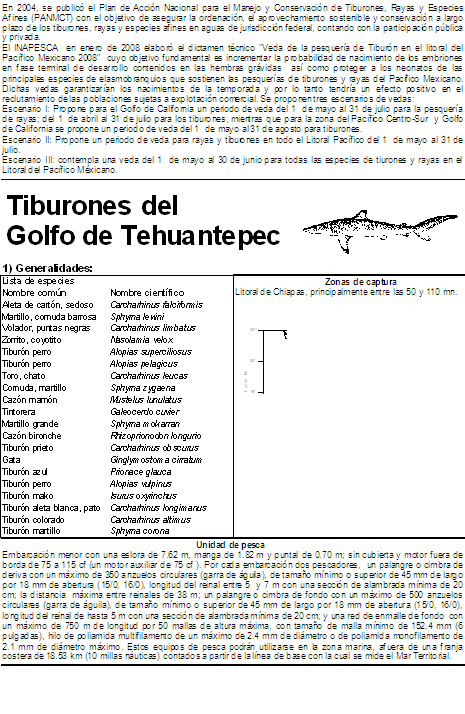 En 2004, se publicó el Plan de Acción Nacional para el Manejo y Conservación de Tiburones, Rayas y Especies
Afines (PANMCT) con el objetivo de asegurar la ordenación, el aprovechamiento sostenible y conservación a largo
plazo de los tiburones, rayas y especies afines en aguas de jurisdicción federal, contando con la participación pública
y privada.
El INAPESCA en enero de 2008 elaboró el dictamen técnico "Veda de la pesquería de Tiburón en el litoral del
Pacífico Mexicano 2008" cuyo objetivo fundamental es incrementar la probabilidad de nacimiento de los embriones
en fase terminal de desarrollo contenidos en las hembras grávidas así como proteger a los neonatos de las
principales especies de elasmobranquios que sostienen las pesquerías de tiburones y rayas del Pacífico Mexicano.
Dichas vedas garantizarían los nacimientos de la temporada y por lo tanto tendría un efecto positivo en el
reclutamiento de las poblaciones sujetas a explotación comercial. Se proponen tres escenarios de vedas:
Escenario I: Propone para el Golfo de California un periodo de veda del 1 de mayo al 31 de julio para la pesquería
de rayas; del 1 de abril al 31 de julio para los tiburones, mientras que para la zona del Pacífico Centro-Sur y Golfo
de California se propone un periodo de veda del 1 de mayo al 31 de agosto para tiburones.
Escenario II: Propone un periodo de veda para rayas y tiburones en todo el Litoral Pacífico del 1 de mayo al 31 de
julio.
Escenario III: contempla una veda del 1 de mayo al 30 de junio para todas las especies de tiurones y rayas en el
Litoral del Pacífico Méxicano.
Tiburones del
Golfo de Tehuantepec
1) Generalidades:
Lista de especies
Zonas de captura
Nombre común Nombre científico
Litoral de Chiapas, principalmente entre las 50 y 110 mn.
Aleta de cartón, sedoso Carcharhinus falciformis
Martillo, cornuda barrosa Sphyrna lewini
Volador, puntas negras Carcharhinus limbatus
Zorrito, coyotito Nasolamia velox
Tiburón perro Alopias superciliosus
Tiburón perro Alopias pelagicus
Toro, chato Carcharhinus leucas
Cornuda, martillo Sphyrna zygaena
Cazón mamón Mustelus lunulatus
Tintorera Galeocerdo cuvier
Martillo grande Sphyrna mokarran
Cazón bironche Rhizoprionodon longurio
Tiburón prieto Carcharhinus obscurus
Gata Ginglymostoma cirratum
Tiburón azul Prionace glauca
Tiburón perro Alopias vulpinus
Tiburón mako Isurus oxyrinchus
Tiburón aleta blanca, pato Carcharhinus longimanus
Tiburón colorado Carcharhinus altimus
Tiburón martillo Sphyrna corona
Unidad de pesca
Embarcación menor con una eslora de 7.62 m, manga de 1.82 m y puntal de 0.70 m; sin cubierta y motor fuera de
borda de 75 a 115 cf (un motor auxiliar de 75 cf ). Por cada embarcación dos pescadores, un palangre o cimbra de
deriva con un máximo de 350 anzuelos circulares (garra de águila), de tamaño mínimo o superior de 45 mm de largo
por 18 mm de abertura (15/0, 16/0), longitud del reinal entre 5 y 7 m con una sección de alambrada mínima de 20
cm; la distancia máxima entre reinales de 38 m; un palangre o cimbra de fondo con un máximo de 500 anzuelos
circulares (garra de águila), de tamaño mínimo o superior de 45 mm de largo por 18 mm de abertura (15/0, 16/0),
longitud del reinal de hasta 5 m con una sección de alambrada mínima de 20 cm; y una red de enmalle de fondo con
un máximo de 750 m de longitud por 50 mallas de altura máxima, con tamaño de malla mínimo de 152.4 mm (6
pulgadas), hilo de poliamida multifilamento de un máximo de 2.4 mm de diámetro o de poliamida monofilamento de
2.1 mm de diámetro máximo. Estos equipos de pesca podrán utilizarse en la zona marina, afuera de una franja
costera de 18.53 km (10 millas náuticas) contados a partir de la línea de base con la cual se mide el Mar Territorial.